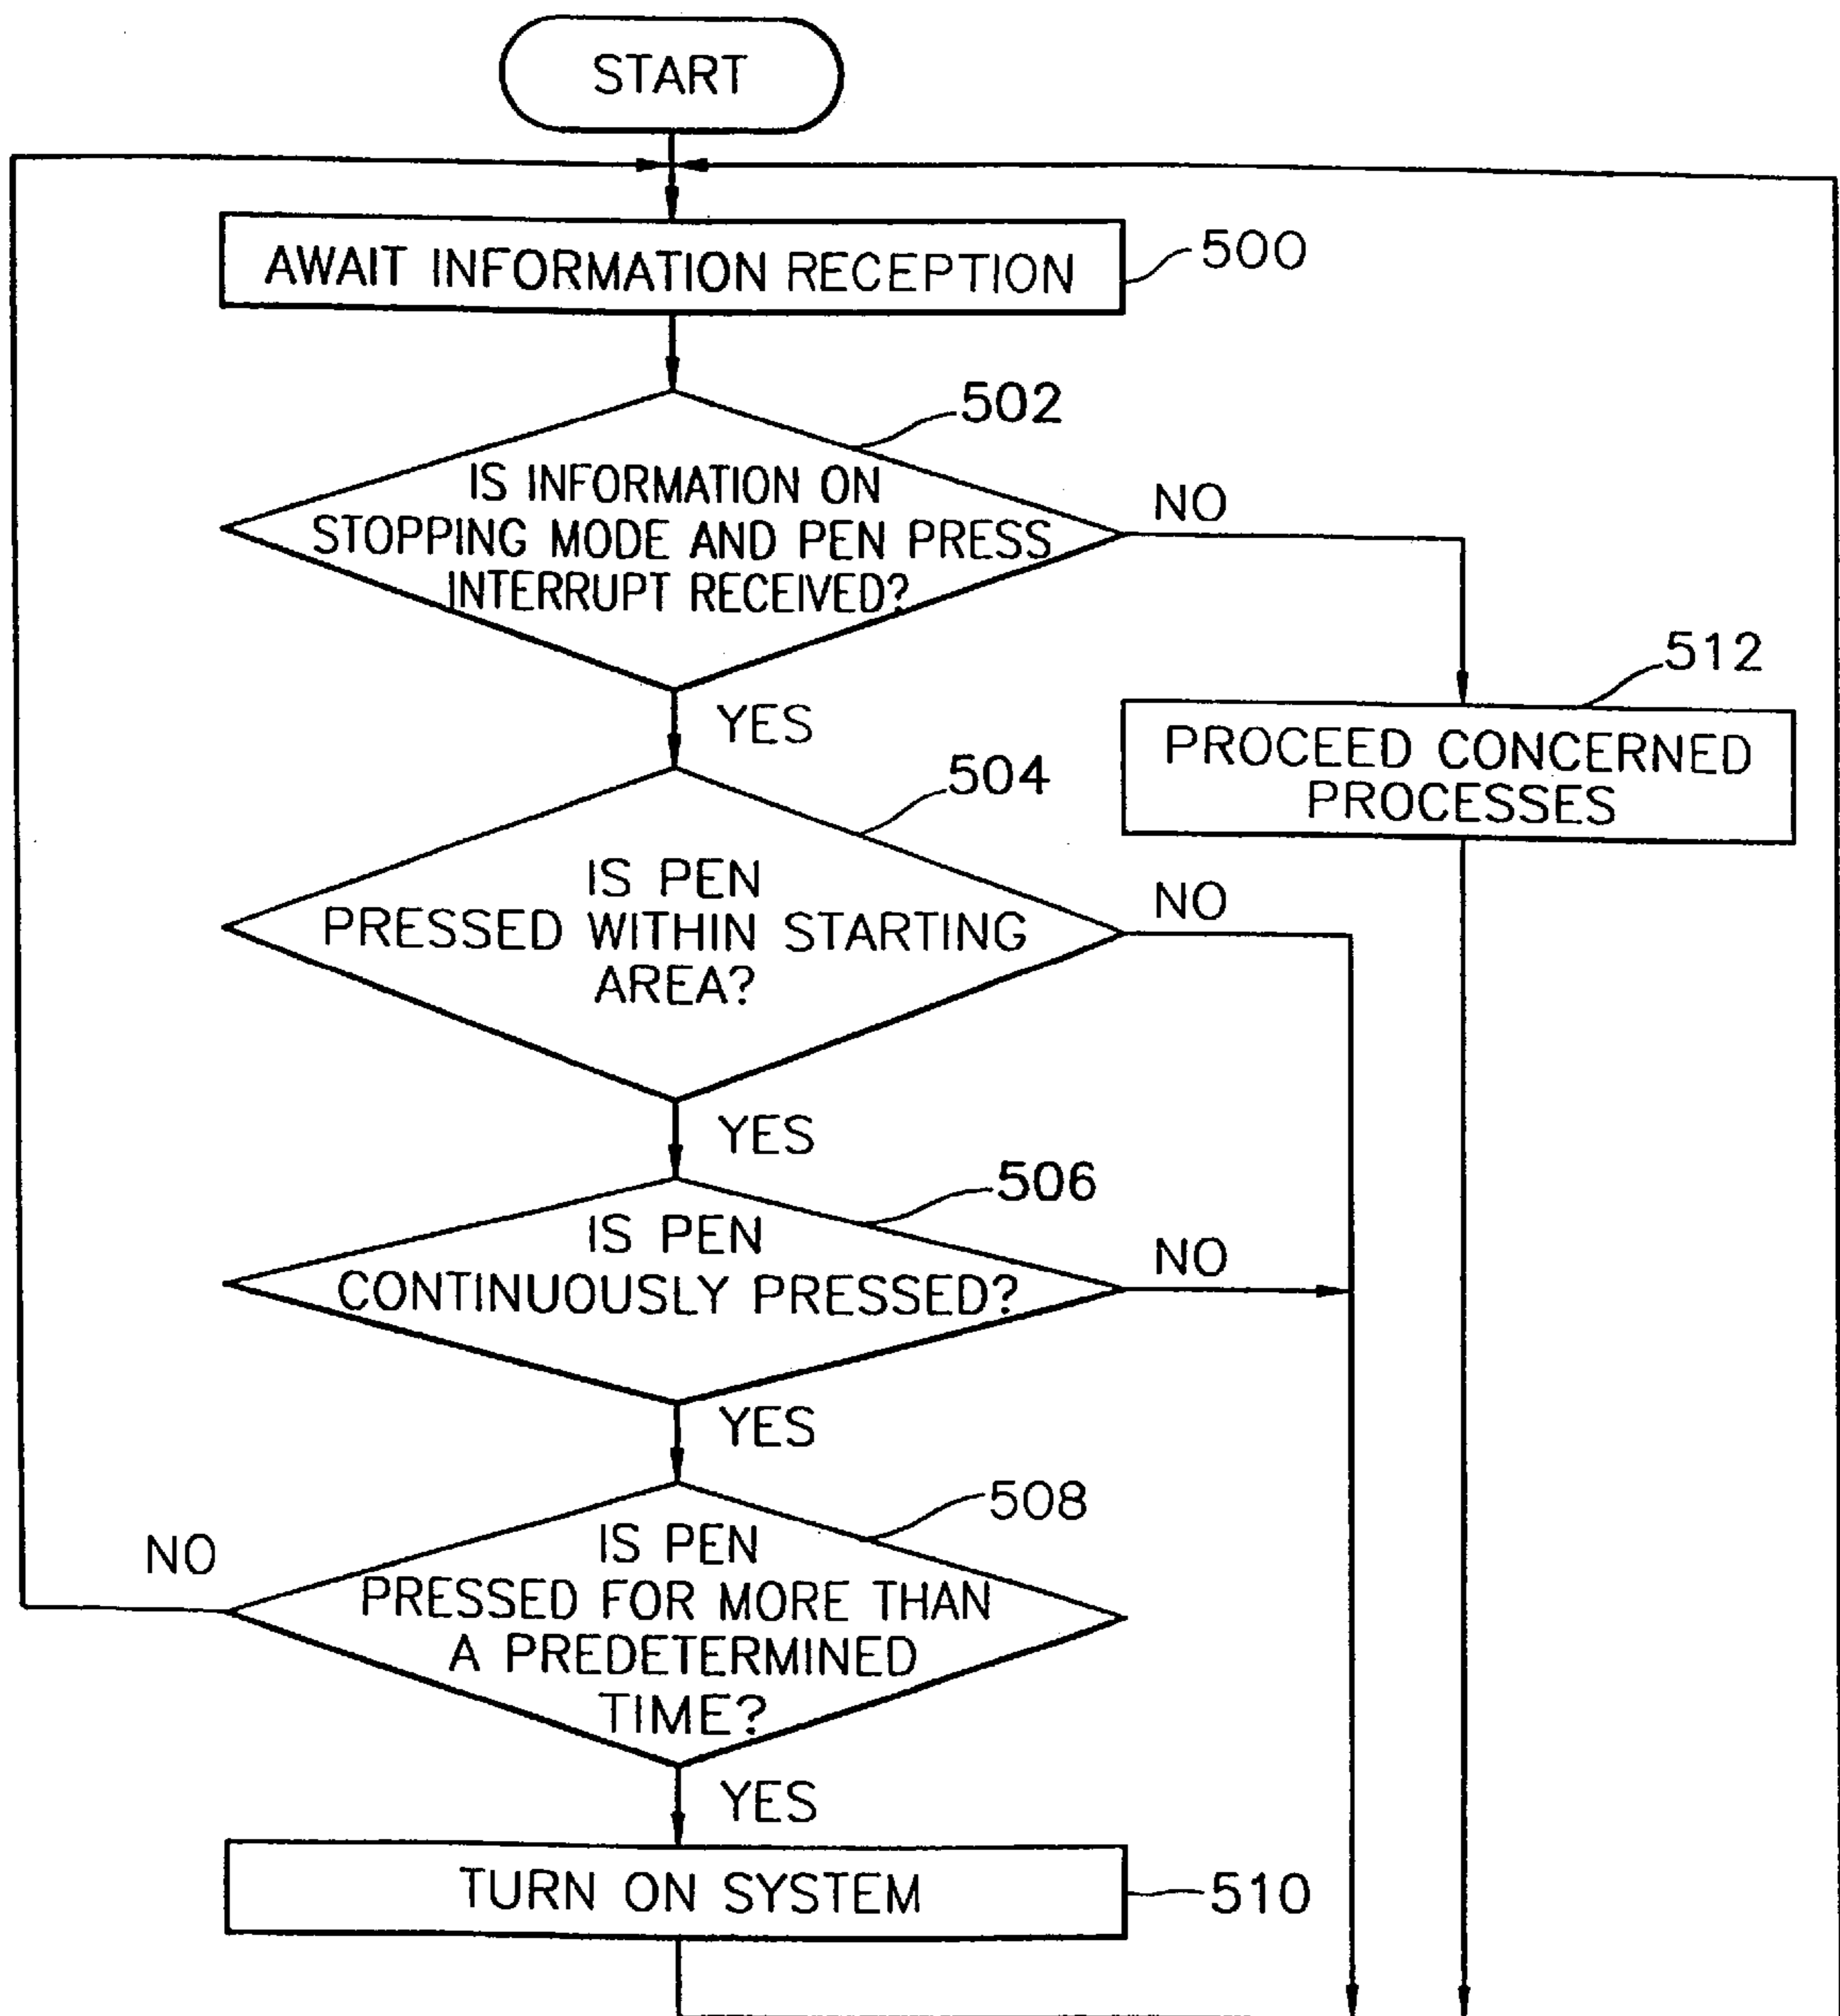 START
AWAIT INFORMATION RECEPTION
500
502
IS INFORMATION ON
STOPPING MODE AND PEN PRESS
INTERRUPT RECEIVED?
NO
YES
512
PROCEED CONCERNED
PROCESSES
504
IS PEN
PRESSED WITHIN STARTING
AREA?
NO
YES
506
IS PEN
CONTINUOUSLY PRESSED?
NO
YES
508
IS PEN
PRESSED FOR MORE THAN
A PREDETERMINED
TIME?
NO
YES
TURN ON SYSTEM
510